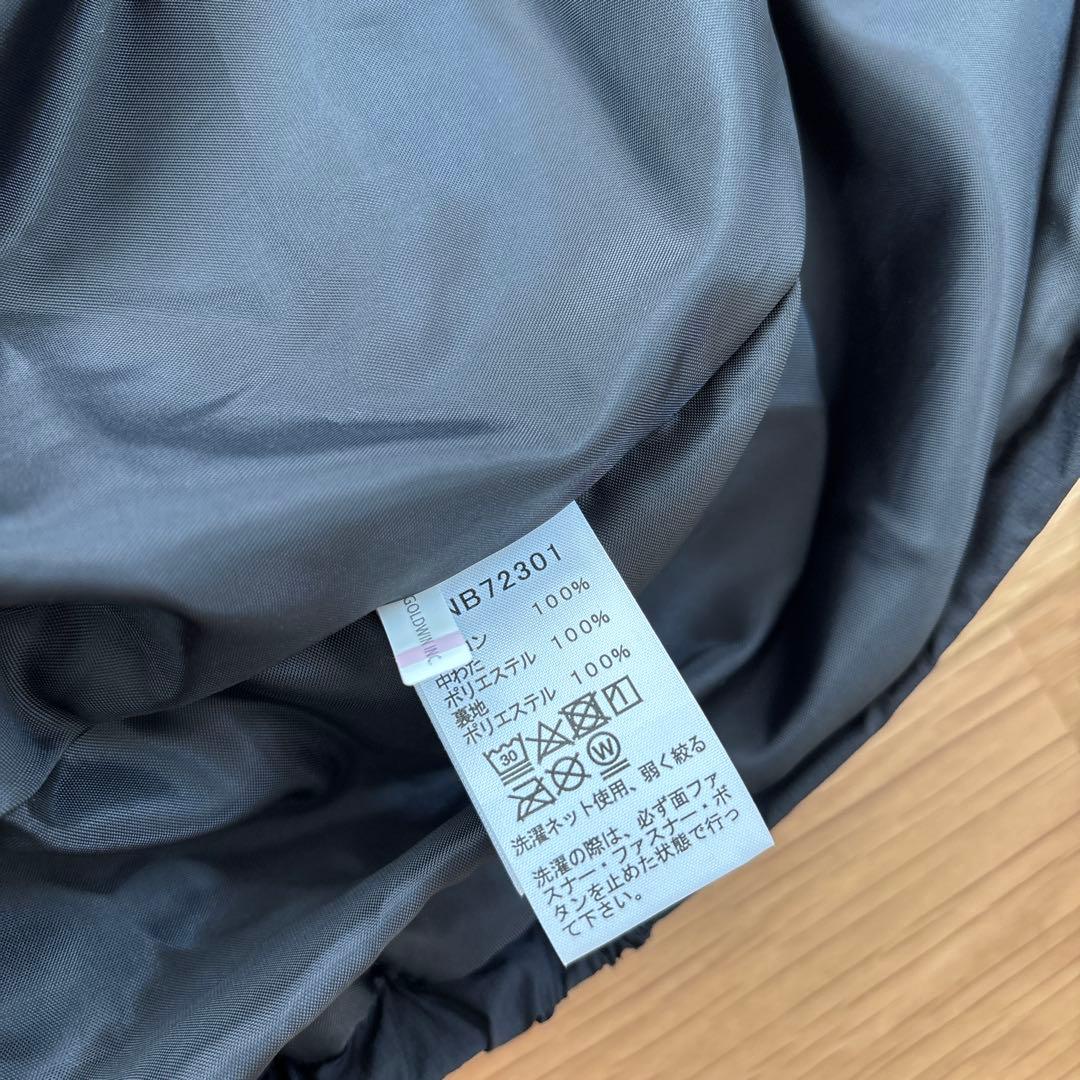 NB72301
ン 100%
中わた
ポリエステル 100%
裏地
ポリエステル 100%
30
W
洗濯ネット使用、弱く絞る
洗濯の際は、必ず面ファ
スナー・ファスナー・ボ
タンを止めた状態で行っ
て下さい。
GOLDWIN INC.